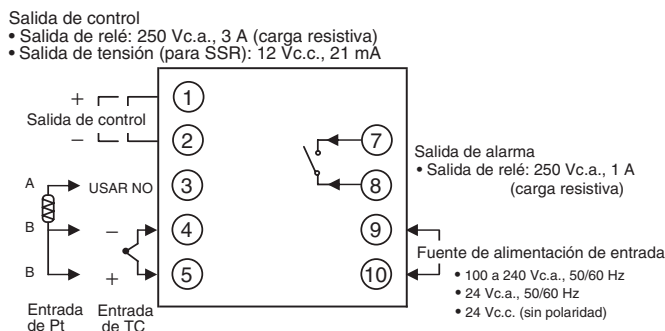 Salida de control
• Salida de relé: 250 Vc.a., 3 A (carga resistiva)
• Salida de tensión (para SSR): 12 Vc.c., 21 mA
+
Salida de control
−
1
2
3
4
5
7
8
9
10
A
USAR NO
B
−
B
+
Entrada de Pt
Entrada de TC
Salida de alarma
• Salida de relé: 250 Vc.a., 1 A
(carga resistiva)
Fuente de alimentación de entrada
• 100 a 240 Vc.a., 50/60 Hz
• 24 Vc.a., 50/60 Hz
• 24 Vc.c. (sin polaridad)